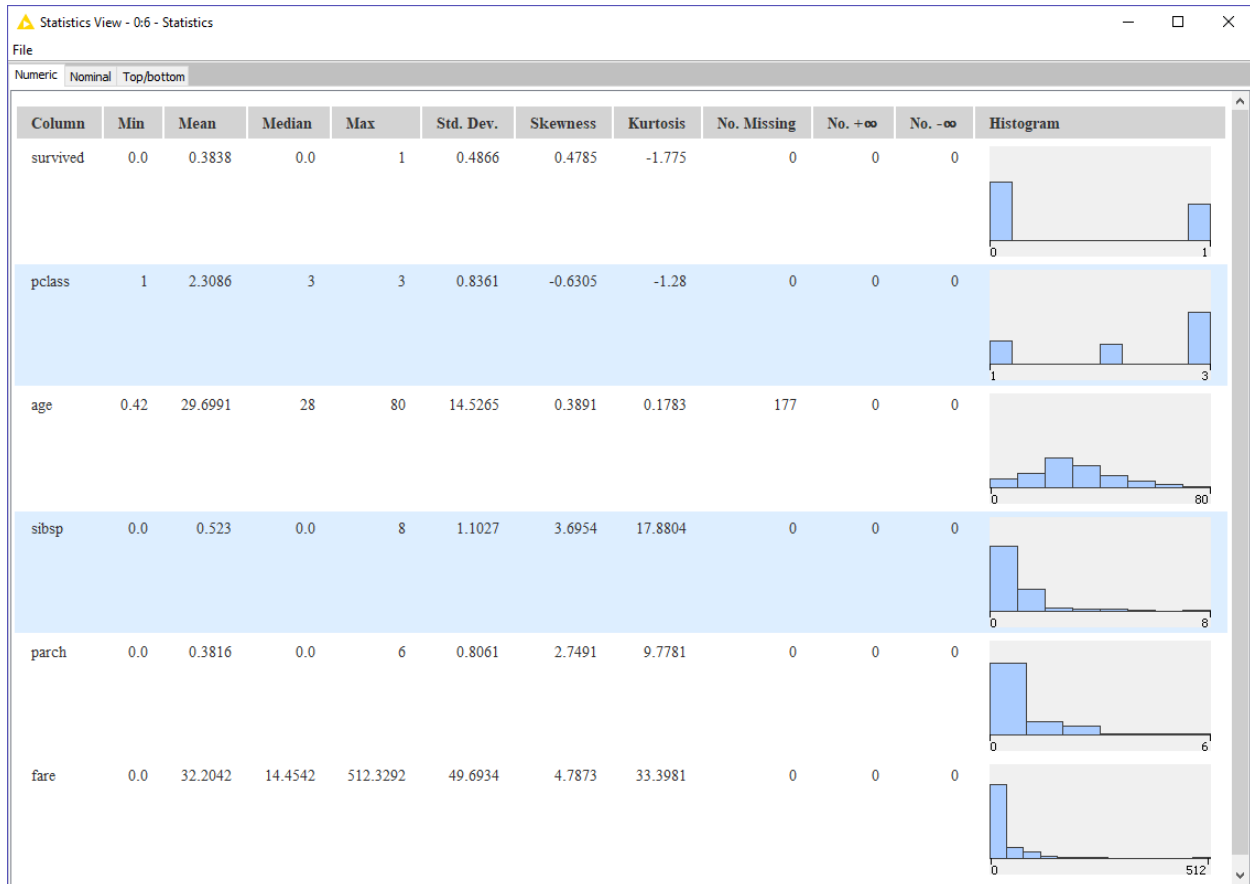 Statistics View - 0:6 - Statistics
File
Numeric Nominal Top/bottom
Column Min Mean Median Max Std. Dev. Skewness Kurtosis No. Missing No. +∞ No. -∞ Histogram
survived 0.0 0.3838 0.0 1 0.4866 0.4785 -1.775 0 0 0
0 1
pclass 1 2.3086 3 3 0.8361 -0.6305 -1.28 0 0 0
1 3
age 0.42 29.6991 28 80 14.5265 0.3891 0.1783 177 0 0
0 80
sibsp 0.0 0.523 0.0 8 1.1027 3.6954 17.8804 0 0 0
0 8
parch 0.0 0.3816 0.0 6 0.8061 2.7491 9.7781 0 0 0
0 6
fare 0.0 32.2042 14.4542 512.3292 49.6934 4.7873 33.3981 0 0 0
0 512